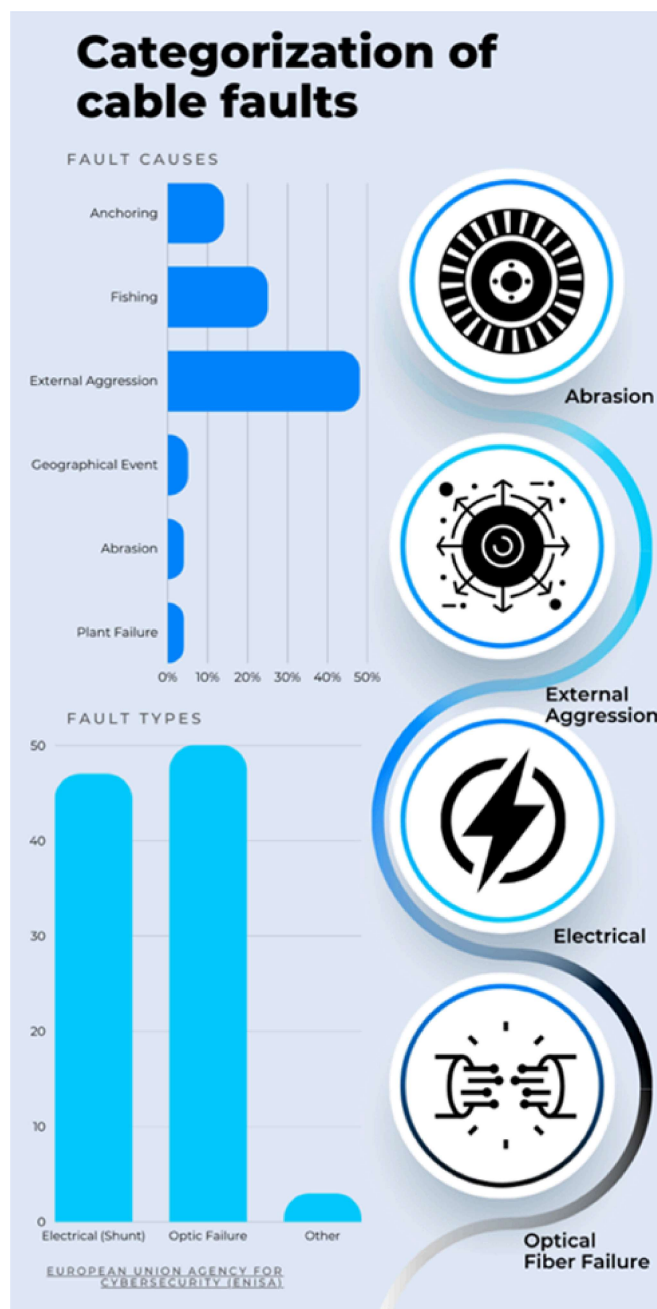 Categorization of
cable faults
FAULT CAUSES
Anchoring
Fishing
External Aggression
Geographical Event
Abrasion
Plant Failure
0% 10% 20% 30% 40% 50%
FAULT TYPES
50
40
30
20
10
0
Electrical (Shunt) Optic Failure Other
EUROPEAN UNION AGENCY FOR
CYBERSECURITY (ENISA)
Abrasion
External
Aggression
Electrical
Optical
Fiber Failure